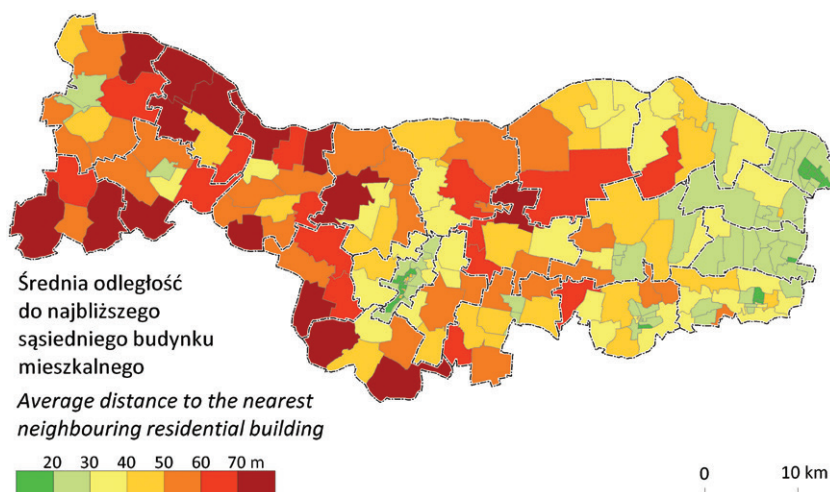 Średnia odległość
do najbliższego
sąsiedniego budynku
mieszkalnego
Average distance to the nearest
neighbouring residential building
20 30 40 50 60 70 m
0 10 km